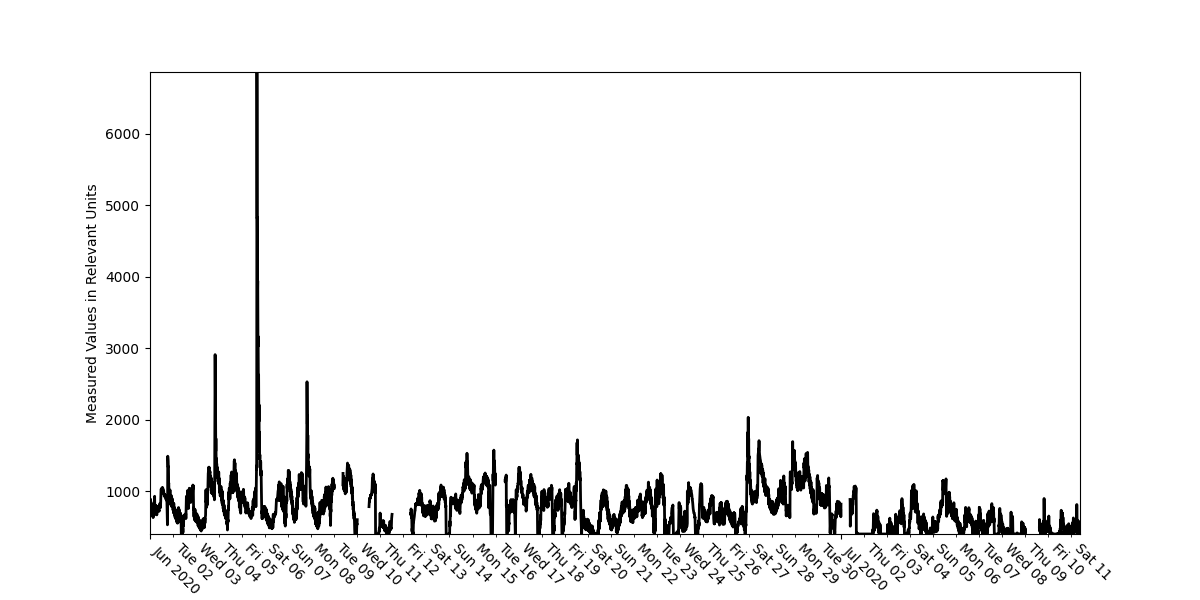 Measured Values in Relevant Units
6000
5000
4000
3000
2000
1000
Jun 2020
Tue 02
Wed 03
Thu 04
Fri 05
Sat 06
Sun 07
Mon 08
Tue 09
Wed 10
Thu 11
Fri 12
Sat 13
Sun 14
Mon 15
Tue 16
Wed 17
Thu 18
Fri 19
Sat 20
Sun 21
Mon 22
Tue 23
Wed 24
Thu 25
Fri 26
Sat 27
Sun 28
Mon 29
Tue 30
Jul 2020
Thu 02
Fri 03
Sat 04
Sun 05
Mon 06
Tue 07
Wed 08
Thu 09
Fri 10
Sat 11